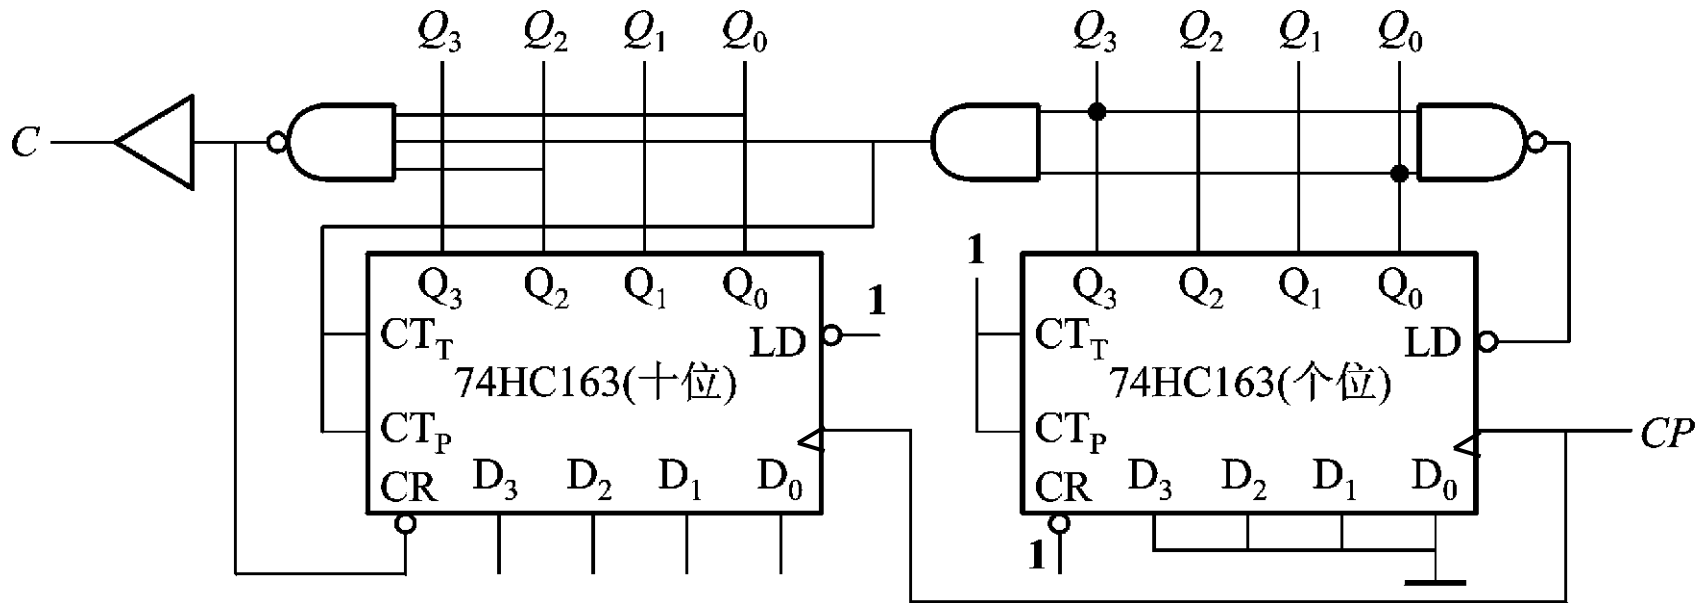 Q3 Q2 Q1 Q0 Q3 Q2 Q1 Q0
C
1
Q3 Q2 Q1 Q0 Q3 Q2 Q1 Q0
1
CTT LD CTT LD
74HC163(十位) 74HC163(个位)
CTP CTP CP
CR D3 D2 D1 D0 CR D3 D2 D1 D0
1